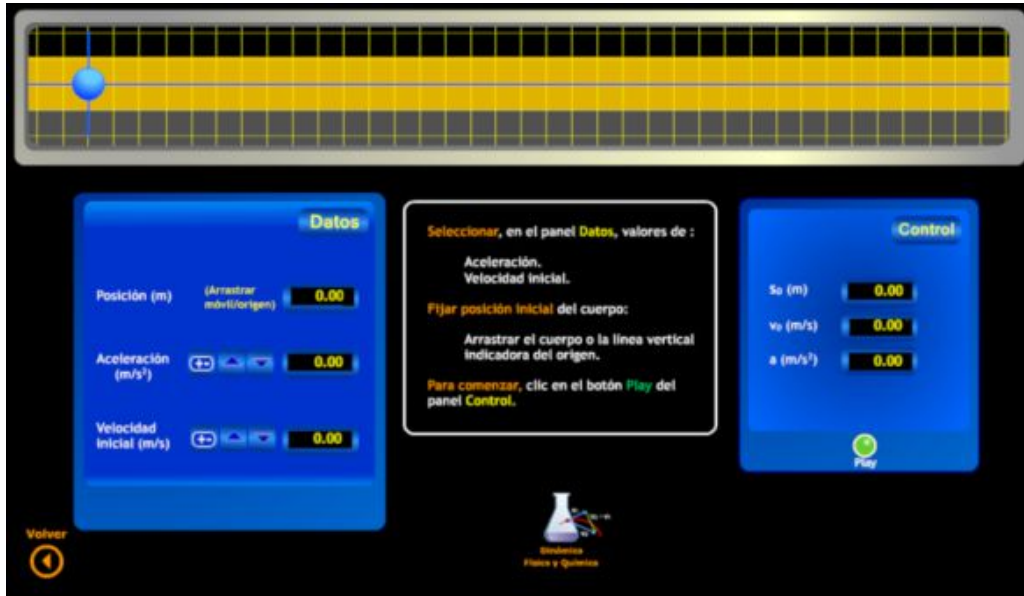 Datos
Posición (m)
(Arrastrar
móvil/origen)
0.00
Aceleración
(m/s²)
+-
0.00
Velocidad
inicial (m/s)
+-
0.00
Seleccionar, en el panel Datos, valores de :
Aceleración.
Velocidad inicial.
Fijar posición inicial del cuerpo:
Arrastrar el cuerpo o la línea vertical
indicadora del origen.
Para comenzar, clic en el botón Play del
panel Control.
Control
S₀ (m)
0.00
v₀ (m/s)
0.00
a (m/s²)
0.00
Play
Volver
Dinámica
Física y Química